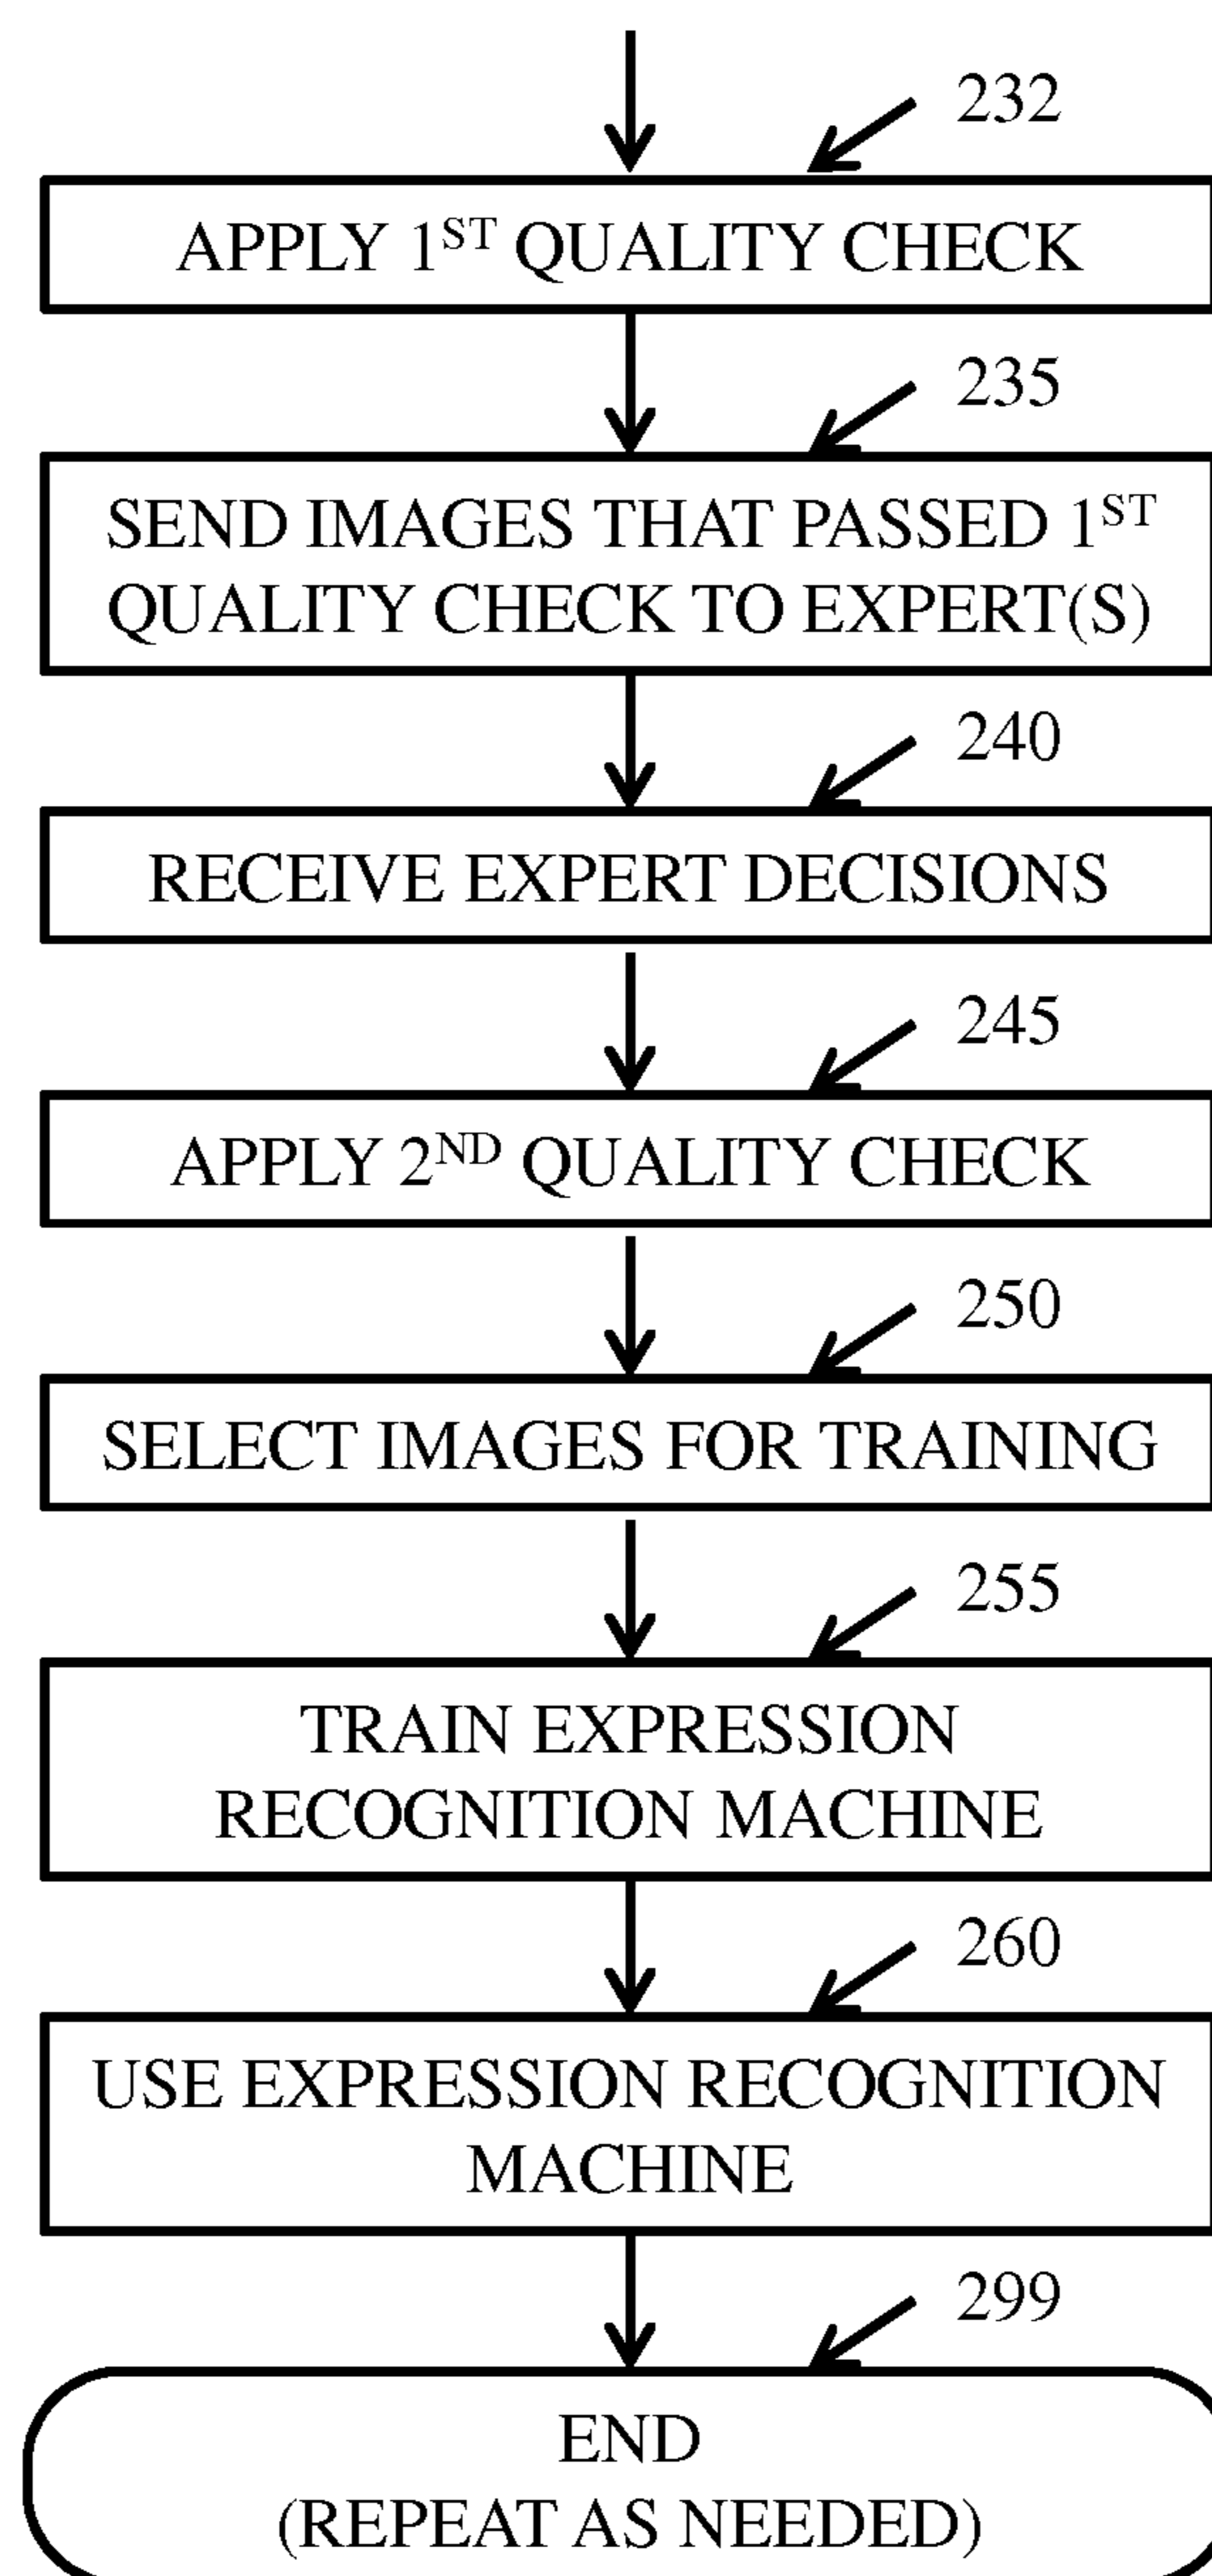 232
APPLY 1ST QUALITY CHECK
235
SEND IMAGES THAT PASSED 1ST
QUALITY CHECK TO EXPERT(S)
240
RECEIVE EXPERT DECISIONS
245
APPLY 2ND QUALITY CHECK
250
SELECT IMAGES FOR TRAINING
255
TRAIN EXPRESSION
RECOGNITION MACHINE
260
USE EXPRESSION RECOGNITION
MACHINE
299
END
(REPEAT AS NEEDED)